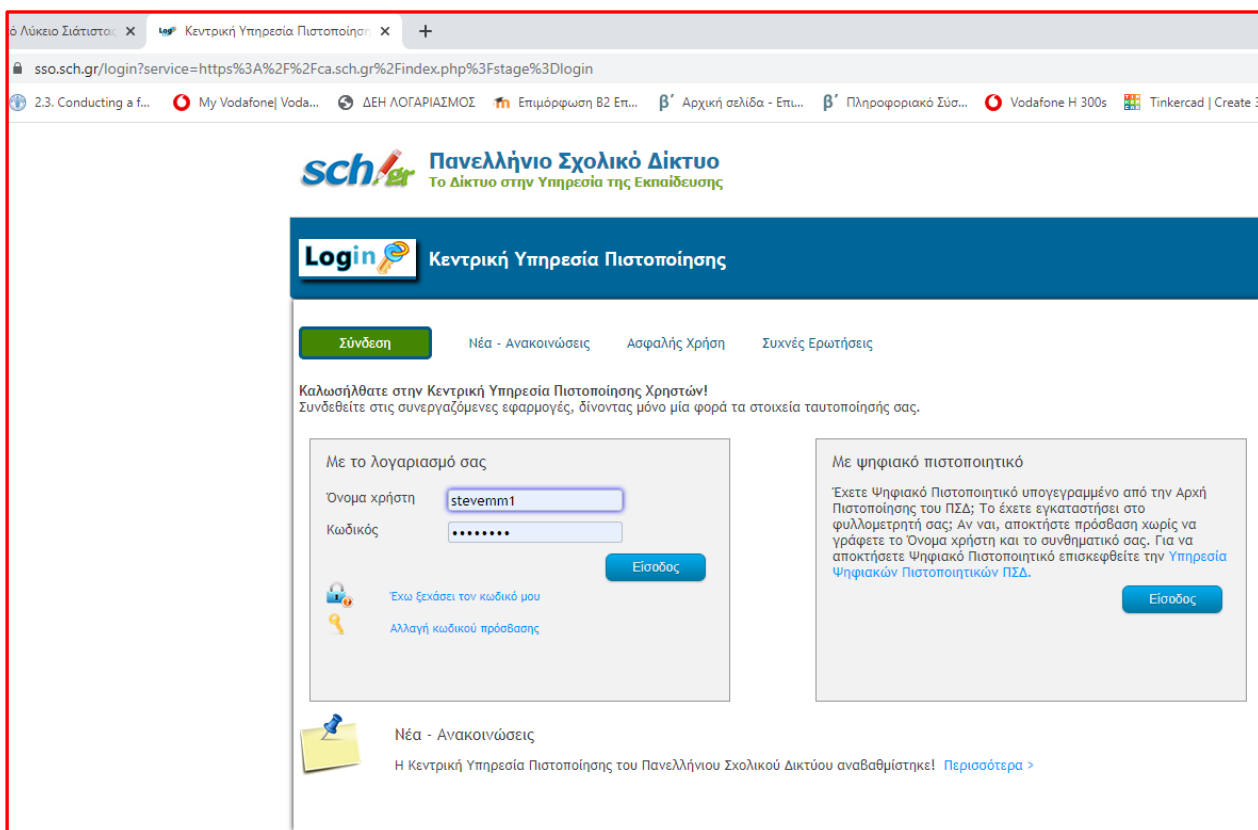 ό Λύκειο Σιάτιστας
Κεντρική Υπηρεσία Πιστοποίησ
sso.sch.gr/login?service=https%3A%2F%2Fca.sch.gr%2Findex.php%3Fstage%3Dlogin
2.3. Conducting a f... My Vodafone| Voda... ΔΕΗ ΛΟΓΑΡΙΑΣΜΟΣ Επιμόρφωση Β2 Επ... β΄ Αρχική σελίδα - Επι... β΄ Πληροφοριακό Σύσ... Vodafone H 300s Tinkercad | Create 3
sch.gr Πανελλήνιο Σχολικό Δίκτυο
Το Δίκτυο στην Υπηρεσία της Εκπαίδευσης
Login Κεντρική Υπηρεσία Πιστοποίησης
Σύνδεση Νέα - Ανακοινώσεις Ασφαλής Χρήση Συχνές Ερωτήσεις
Καλωσήλθατε στην Κεντρική Υπηρεσία Πιστοποίησης Χρηστών!
Συνδεθείτε στις συνεργαζόμενες εφαρμογές, δίνοντας μόνο μία φορά τα στοιχεία ταυτοποίησής σας.
Με το λογαριασμό σας
Όνομα χρήστη stevemm1
Κωδικός ••••••••
Είσοδος
Έχω ξεχάσει τον κωδικό μου
Αλλαγή κωδικού πρόσβασης
Με ψηφιακό πιστοποιητικό
Έχετε Ψηφιακό Πιστοποιητικό υπογεγραμμένο από την Αρχή
Πιστοποίησης του ΠΣΔ; Το έχετε εγκαταστήσει στο
φυλλομετρητή σας; Αν ναι, αποκτήστε πρόσβαση χωρίς να
γράφετε το Όνομα χρήστη και το συνθηματικό σας. Για να
αποκτήσετε Ψηφιακό Πιστοποιητικό επισκεφθείτε την Υπηρεσία
Ψηφιακών Πιστοποιητικών ΠΣΔ.
Είσοδος
Νέα - Ανακοινώσεις
Η Κεντρική Υπηρεσία Πιστοποίησης του Πανελλήνιου Σχολικού Δικτύου αναβαθμίστηκε! Περισσότερα >